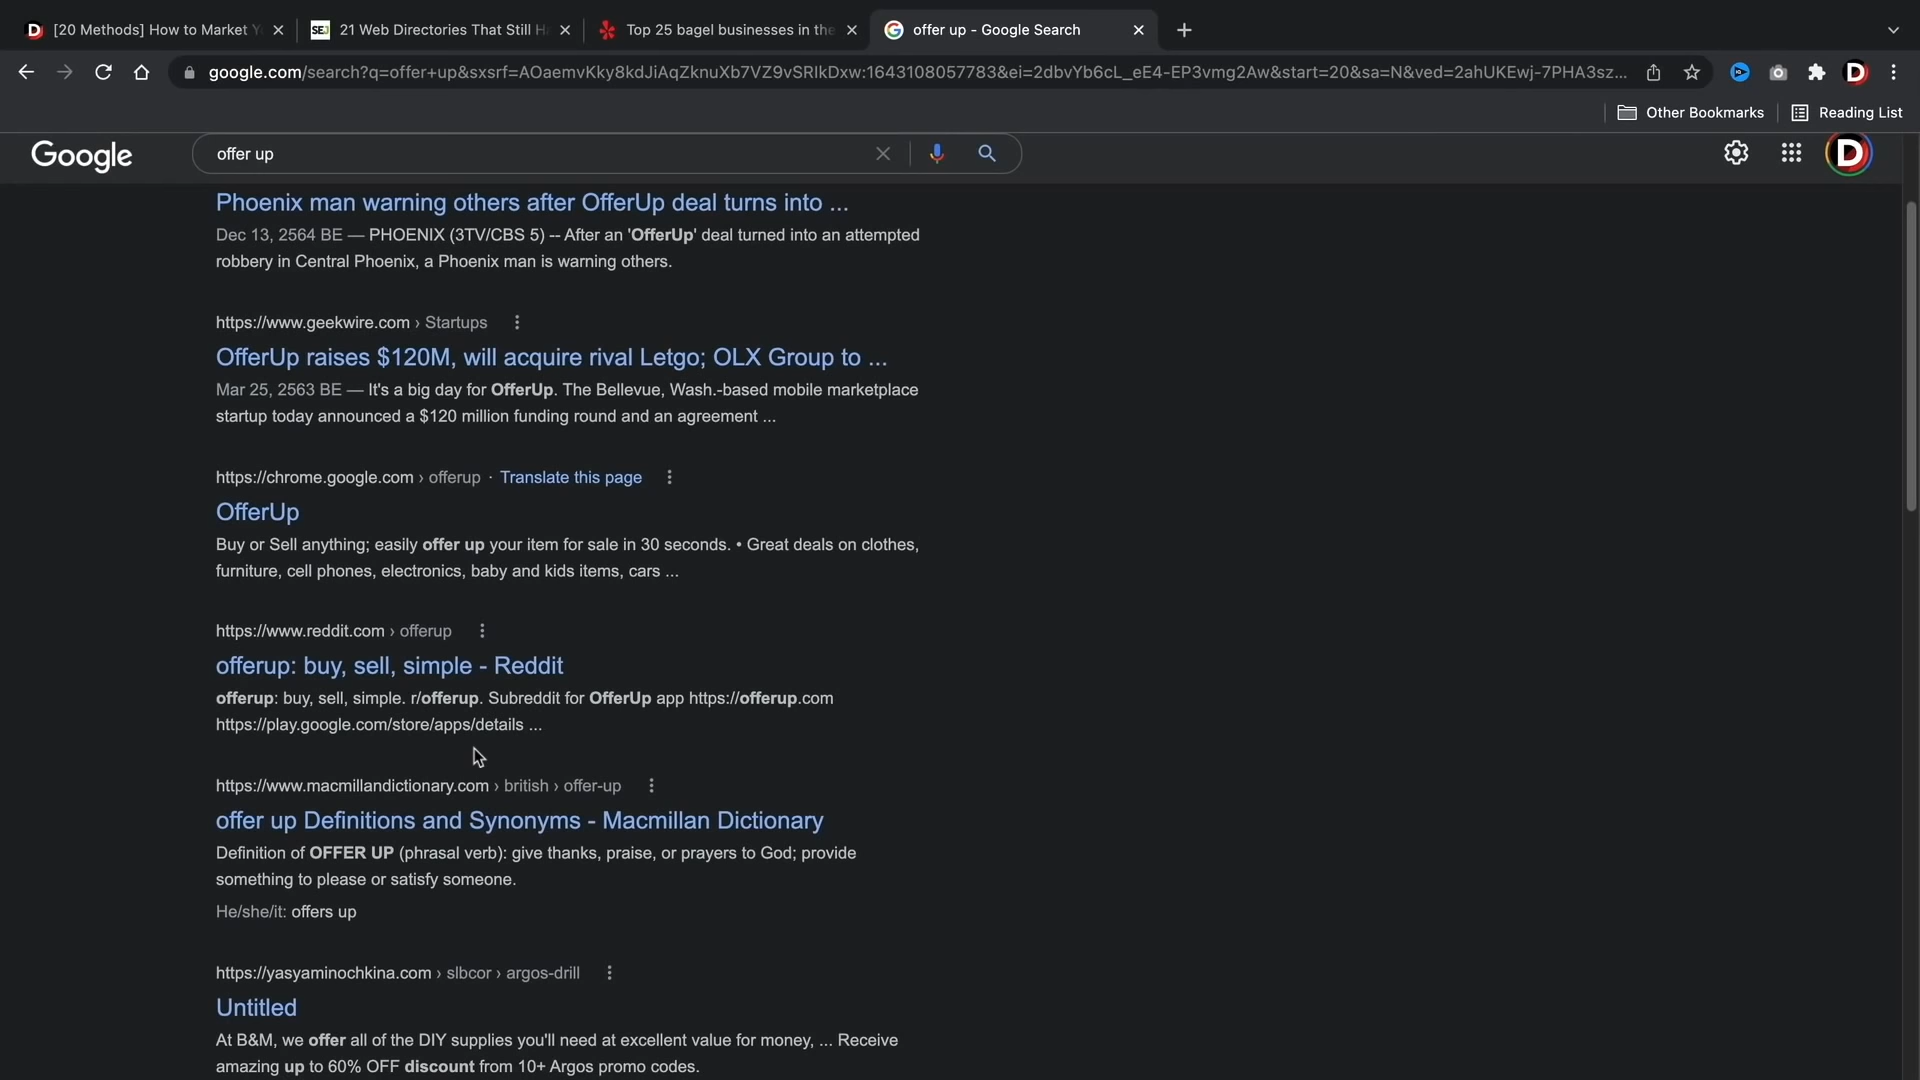 [20 Methods] How to Market Y
21 Web Directories That Still Ha
Top 25 bagel businesses in the
offer up - Google Search
google.com/search?q=offer+up&sxsrf=AOaemvKky8kdJiAqZknuXb7VZ9vSRlkDxw:1643108057783&ei=2dbvYb6cL_eE4-EP3vmg2Aw&start=20&sa=N&ved=2ahUKEwj-7PHA3sz...
Other Bookmarks
Reading List
Google
offer up
Phoenix man warning others after OfferUp deal turns into ...
Dec 13, 2564 BE — PHOENIX (3TV/CBS 5) -- After an 'OfferUp' deal turned into an attempted
robbery in Central Phoenix, a Phoenix man is warning others.
https://www.geekwire.com › Startups
OfferUp raises $120M, will acquire rival Letgo; OLX Group to ...
Mar 25, 2563 BE — It's a big day for OfferUp. The Bellevue, Wash.-based mobile marketplace
startup today announced a $120 million funding round and an agreement ...
https://chrome.google.com › offerup · Translate this page
OfferUp
Buy or Sell anything; easily offer up your item for sale in 30 seconds. • Great deals on clothes,
furniture, cell phones, electronics, baby and kids items, cars ...
https://www.reddit.com › offerup
offerup: buy, sell, simple - Reddit
offerup: buy, sell, simple. r/offerup. Subreddit for OfferUp app https://offerup.com
https://play.google.com/store/apps/details ...
https://www.macmillandictionary.com › british › offer-up
offer up Definitions and Synonyms - Macmillan Dictionary
Definition of OFFER UP (phrasal verb): give thanks, praise, or prayers to God; provide
something to please or satisfy someone.
He/she/it: offers up
https://yasyaminochkina.com › slbcor › argos-drill
Untitled
At B&M, we offer all of the DIY supplies you'll need at excellent value for money, ... Receive
amazing up to 60% OFF discount from 10+ Argos promo codes.